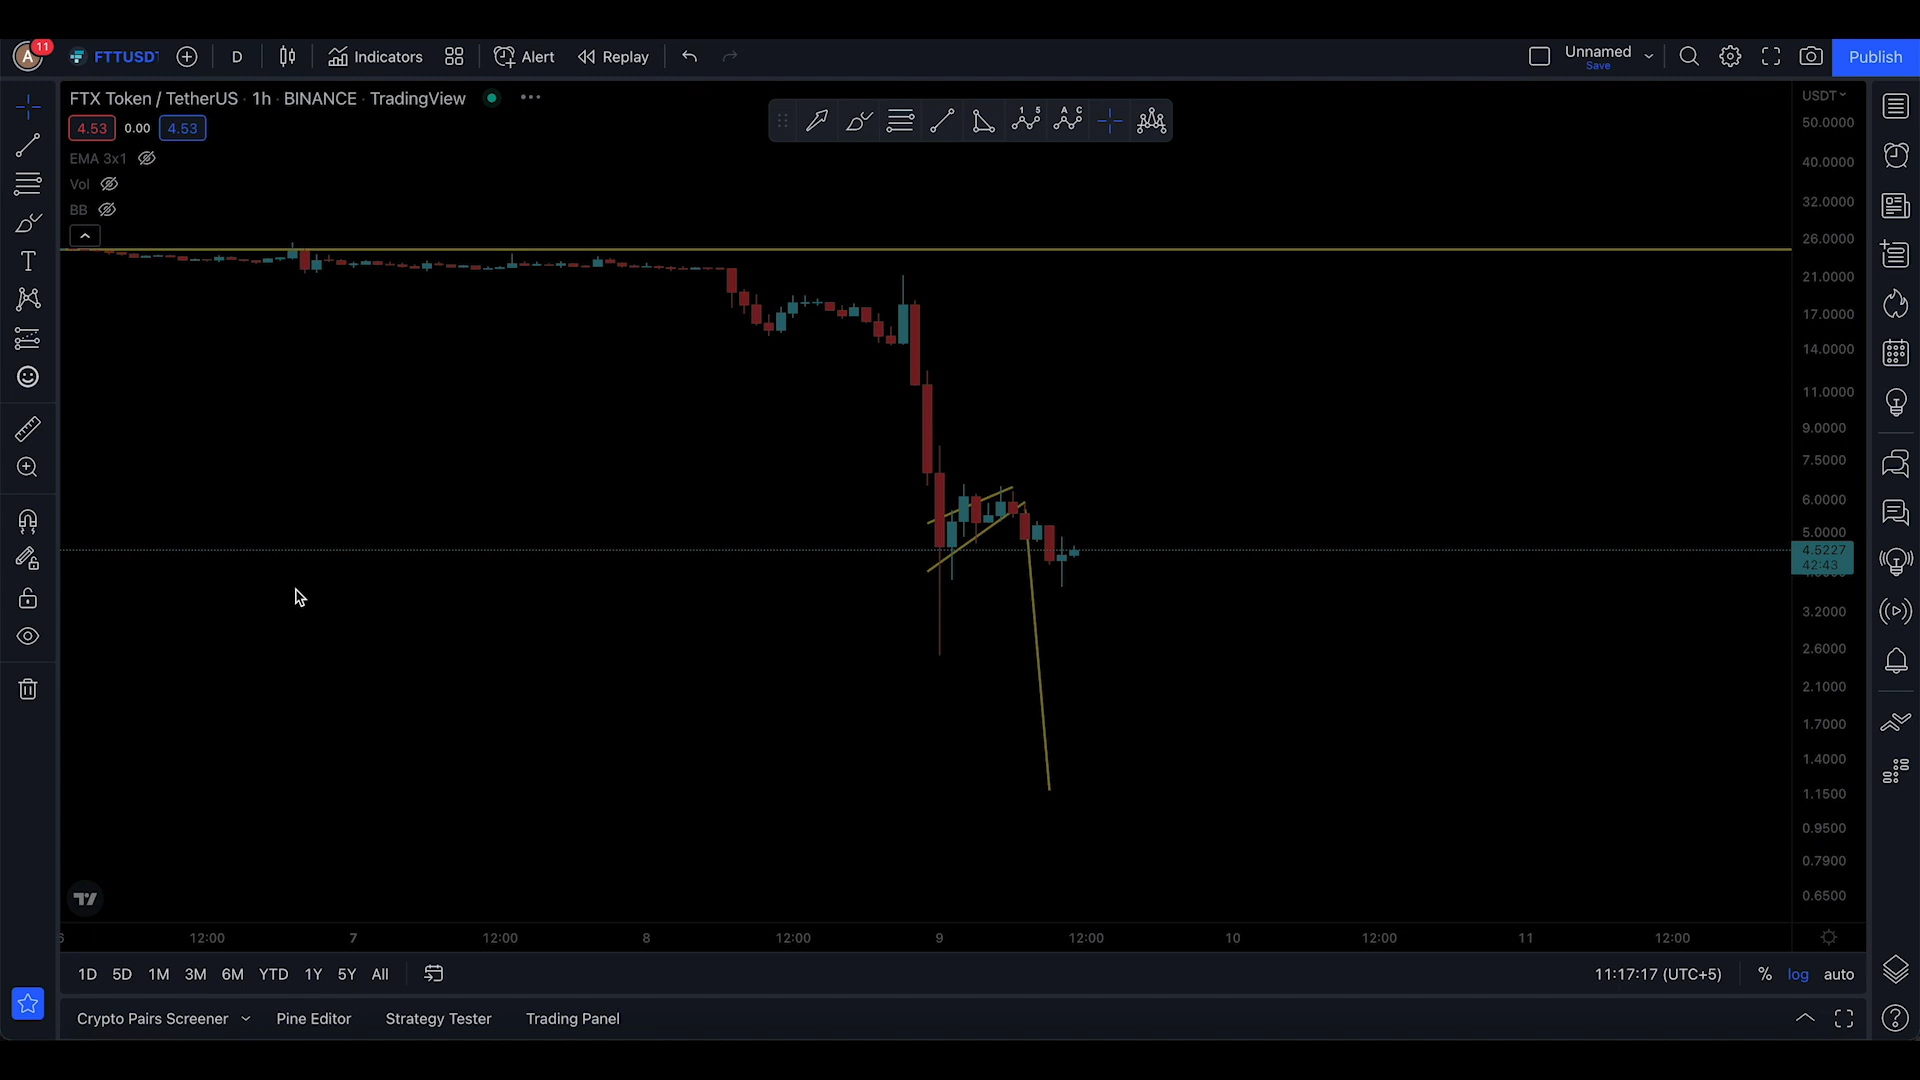 A 11 FTTUSDT D Indicators Alert Replay Unnamed Save Publish
FTX Token / TetherUS · 1h · BINANCE · TradingView
4.53 0.00 4.53
EMA 3x1
Vol
BB
1 5
A C
USDT
50.0000
40.0000
32.0000
26.0000
21.0000
17.0000
14.0000
11.0000
9.0000
7.5000
6.0000
5.0000
4.5227
42:43
3.2000
2.6000
2.1000
1.7000
1.4000
1.1500
0.9500
0.7900
0.6500
12:00 7 12:00 8 12:00 9 12:00 10 12:00 11 12:00
1D 5D 1M 3M 6M YTD 1Y 5Y All 11:17:17 (UTC+5) % log auto
Crypto Pairs Screener Pine Editor Strategy Tester Trading Panel